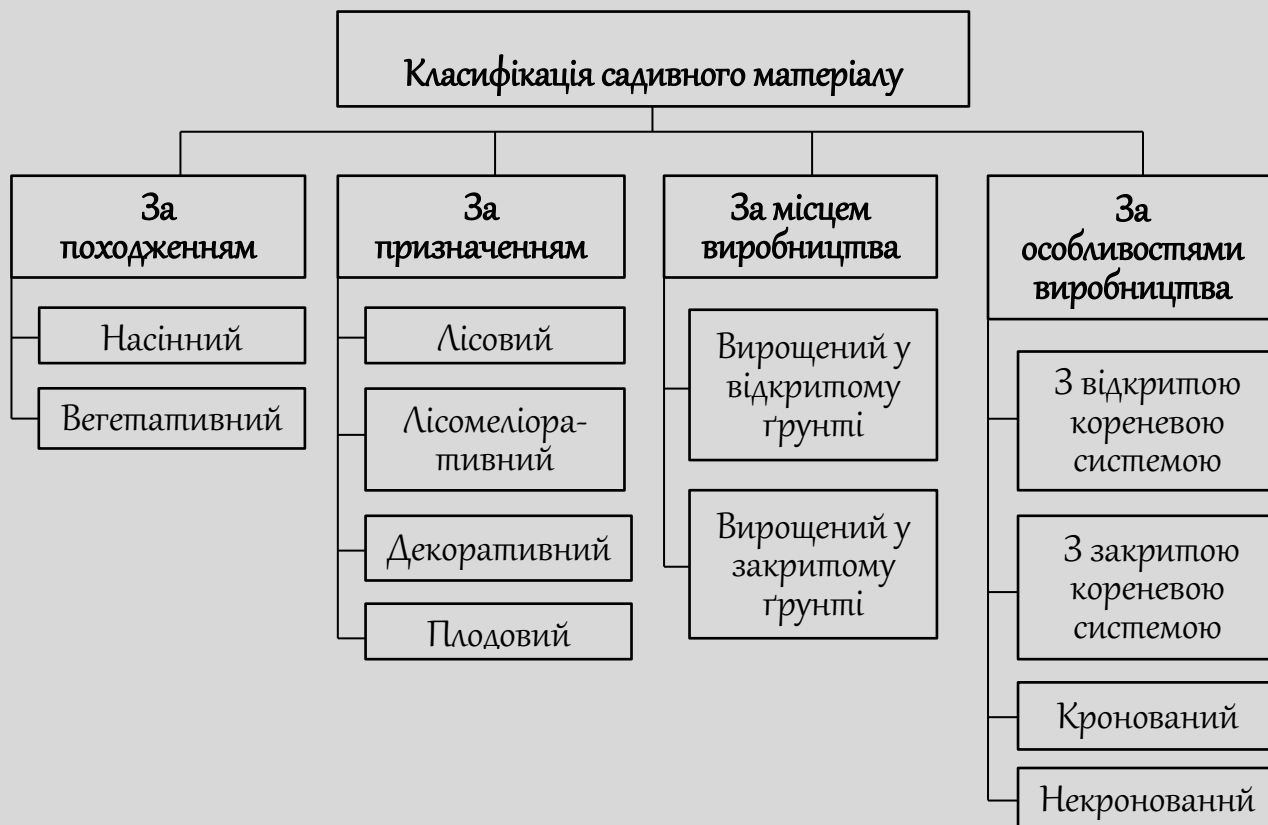 Класифікація садивного матеріалу
За
походженням
Насінний
Вегетативний
За
призначенням
Лісовий
Лісомеліора-
тивний
Декоративний
Плодовий
За місцем
виробництва
Вирощений у
відкритому
ґрунті
Вирощений у
закритому
ґрунті
За
особливостями
виробництва
З відкритою
кореневою
системою
З закритою
кореневою
системою
Кронований
Некронованнй